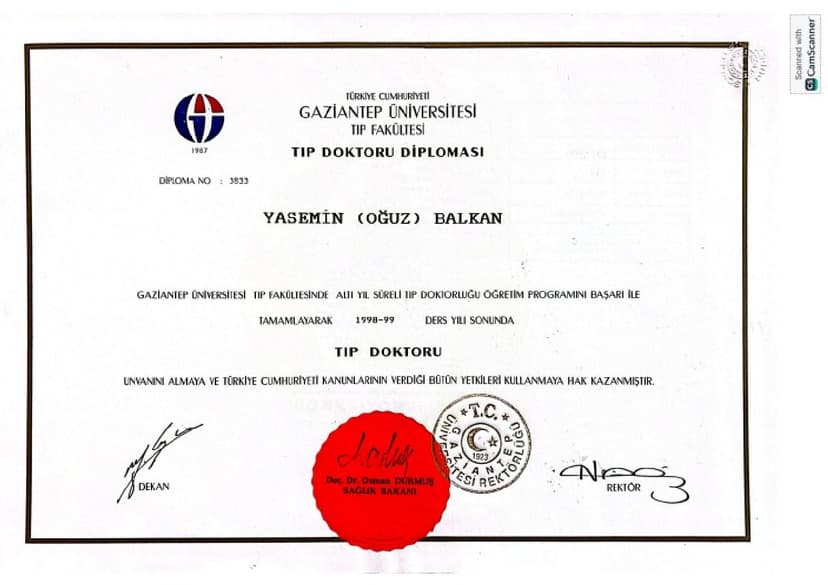 Scanned with
CamScanner
TÜRKİYE CUMHURİYETİ
GAZİANTEP ÜNİVERSİTESİ
TIP FAKÜLTESİ
TIP DOKTORU DİPLOMASI
1987
DİPLOMA NO : 3833
YASEMİN (OĞUZ) BALKAN
GAZİANTEP ÜNİVERSİTESİ TIP FAKÜLTESİNDE ALTI YIL SÜRELİ TIP DOKTORLUĞU ÖĞRETİM PROGRAMINI BAŞARI İLE
TAMAMLAYARAK 1998-99 DERS YILI SONUNDA
TIP DOKTORU
UNVANINI ALMAYA VE TÜRKİYE CUMHURİYETİ KANUNLARININ VERDİĞİ BÜTÜN YETKİLERİ KULLANMAYA HAK KAZANMIŞTIR.
DEKAN
Doç. Dr. Osman DURMUŞ
SAĞLIK BAKANI
T.C.
GAZİANTEP
ÜNİVERSİTESİ REKTÖRLÜĞÜ
1923
REKTÖR